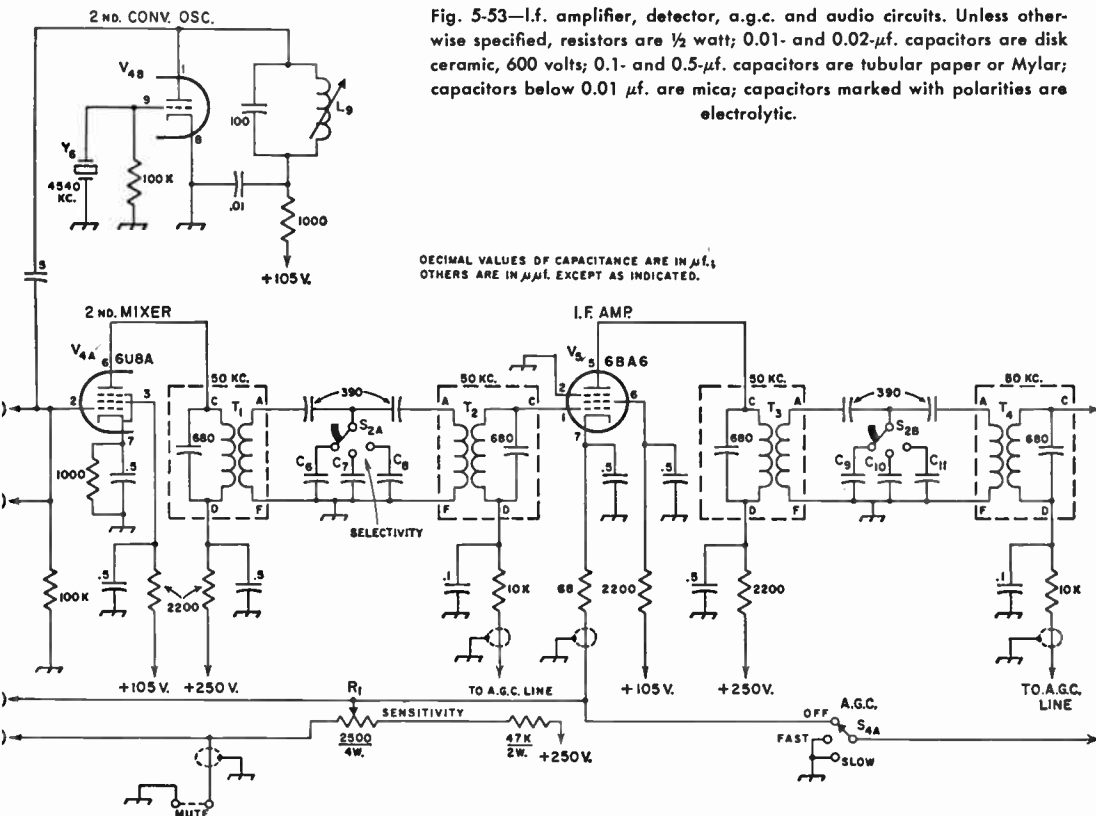 2 ND. CONV. OSC.
Fig. 5-53—I.f. amplifier, detector, a.g.c. and audio circuits. Unless other-
wise specified, resistors are ½ watt; 0.01- and 0.02-μf. capacitors are disk
ceramic, 600 volts; 0.1- and 0.5-μf. capacitors are tubular paper or Mylar;
capacitors below 0.01 μf. are mica; capacitors marked with polarities are
electrolytic.
V4B
1
9
8
Y6
4540
KC.
100K
100
L9
.01
1000
+105 V.
DECIMAL VALUES OF CAPACITANCE ARE IN μf.;
OTHERS ARE IN μμf. EXCEPT AS INDICATED.
5
2 ND. MIXER
V4A
6U8A
6
3
2
7
1000
.5
100K
.5
2200
.5
+105 V.
+250 V.
50 KC.
C
T1
A
680
D
F
390
S2A
C6
C7
C8
SELECTIVITY
50 KC.
A
T2
C
680
F
D
.1
10K
TO A.G.C. LINE
I.F. AMP.
V5
6BA6
5
2
1
6
7
.5
.5
68
2200
+105 V.
50 KC.
C
T3
A
680
D
F
.5
2200
+250 V.
390
S2B
C9
C10
C11
50 KC.
A
T4
C
680
F
D
.1
10K
TO A.G.C.
LINE
R1
SENSITIVITY
2500
4W.
47K
2W.
+250 V.
MUTE
A.G.C.
OFF
S4A
FAST
SLOW